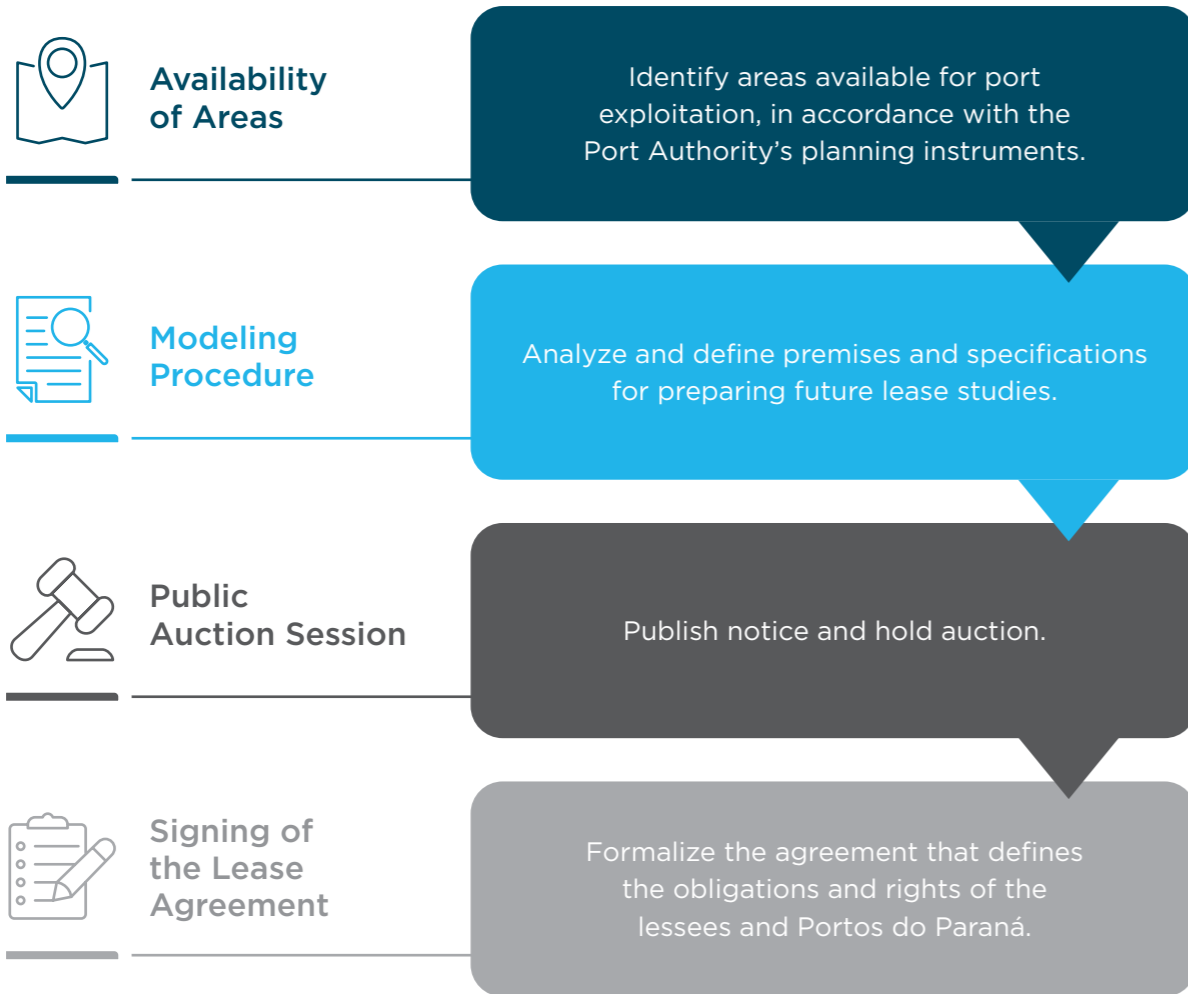 Availability
of Areas
Identify areas available for port
exploitation, in accordance with the
Port Authority’s planning instruments.
Modeling
Procedure
Analyze and define premises and specifications
for preparing future lease studies.
Public
Auction Session
Publish notice and hold auction.
Signing of
the Lease
Agreement
Formalize the agreement that defines
the obligations and rights of the
lessees and Portos do Paraná.